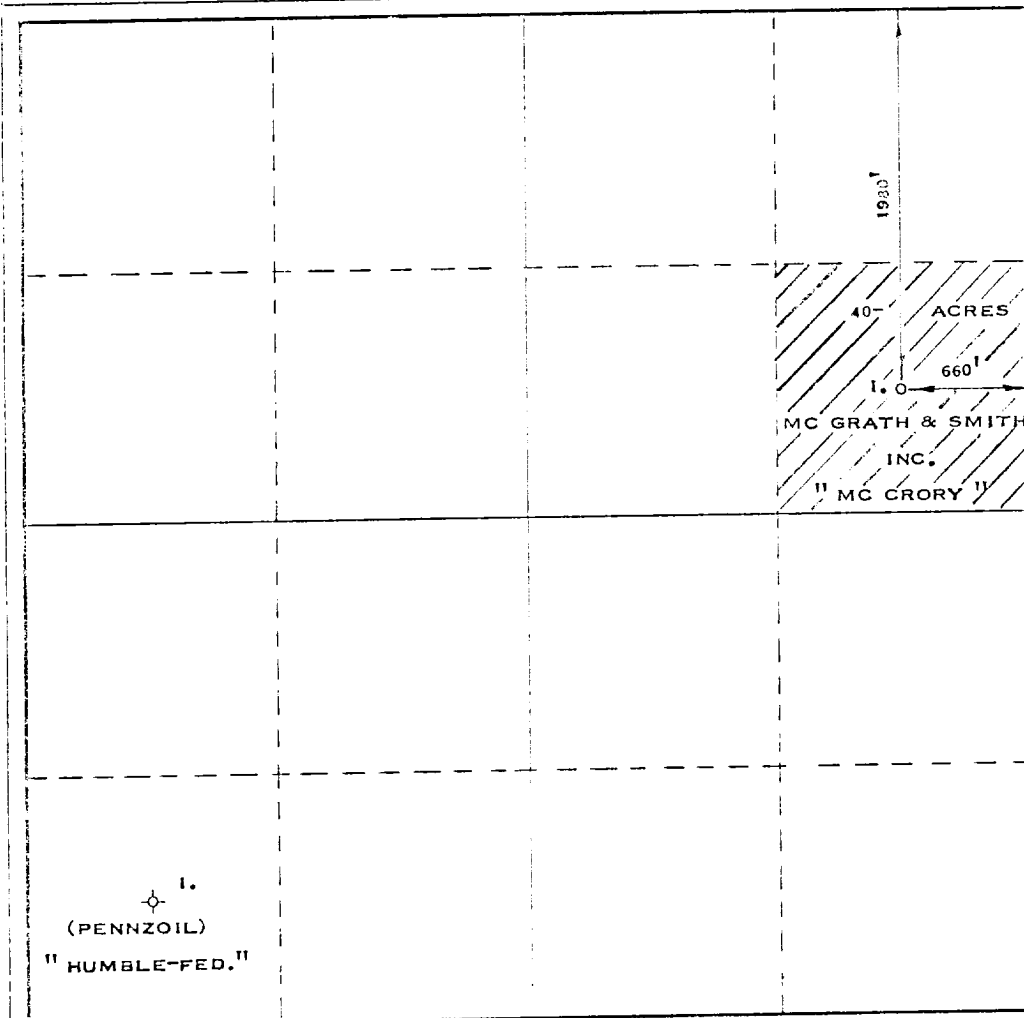 1980'
40- ACRES
660'
1.
MC GRATH & SMITH
INC.
" MC CRORY "
1.
(PENNZOIL)
" HUMBLE-FED."